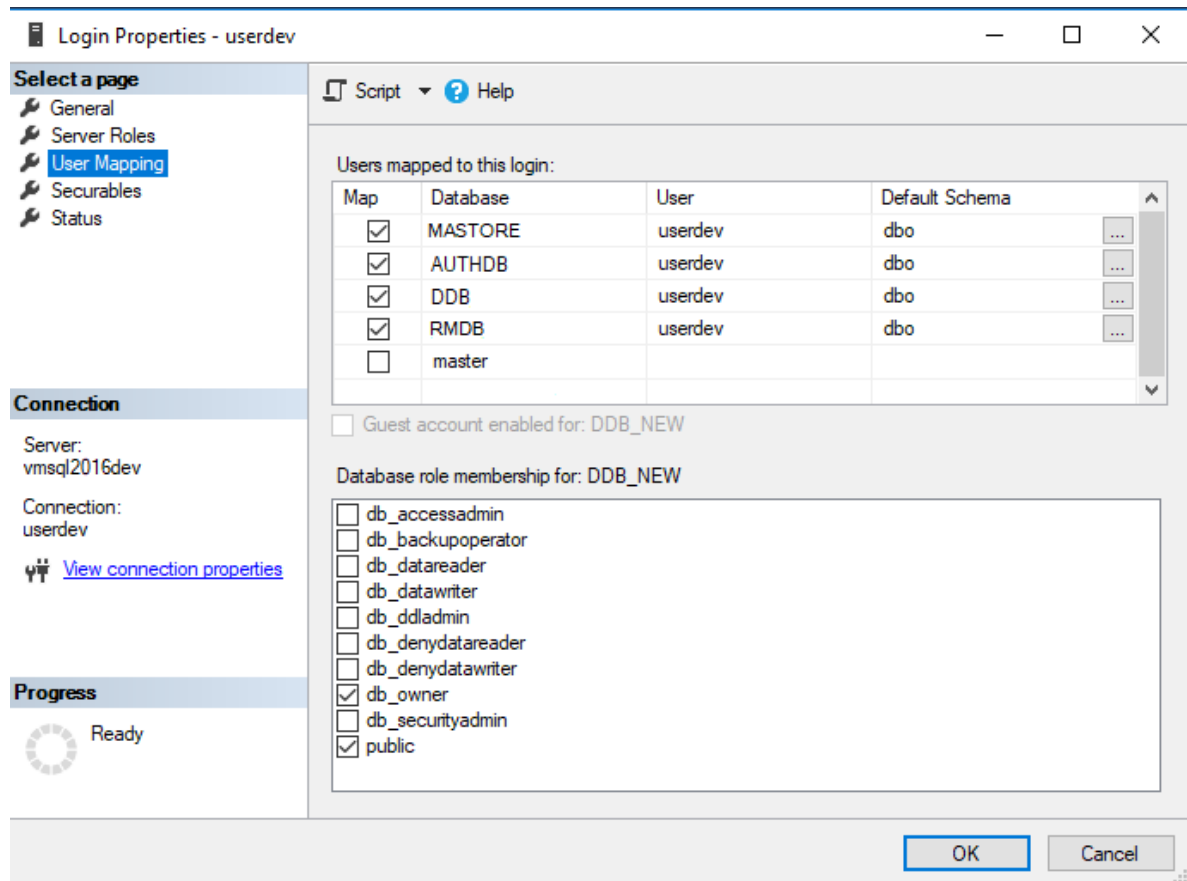 Login Properties - userdev
Select a page
General
Server Roles
User Mapping
Securables
Status
Connection
Server:
vmsql2016dev
Connection:
userdev
View connection properties
Progress
Ready
Script Help
Users mapped to this login:
Map Database User Default Schema
MASTORE userdev dbo ...
AUTHDB userdev dbo ...
DDB userdev dbo ...
RMDB userdev dbo ...
master
Guest account enabled for: DDB_NEW
Database role membership for: DDB_NEW
db_accessadmin
db_backupoperator
db_datareader
db_datawriter
db_ddladmin
db_denydatareader
db_denydatawriter
db_owner
db_securityadmin
public
OK Cancel